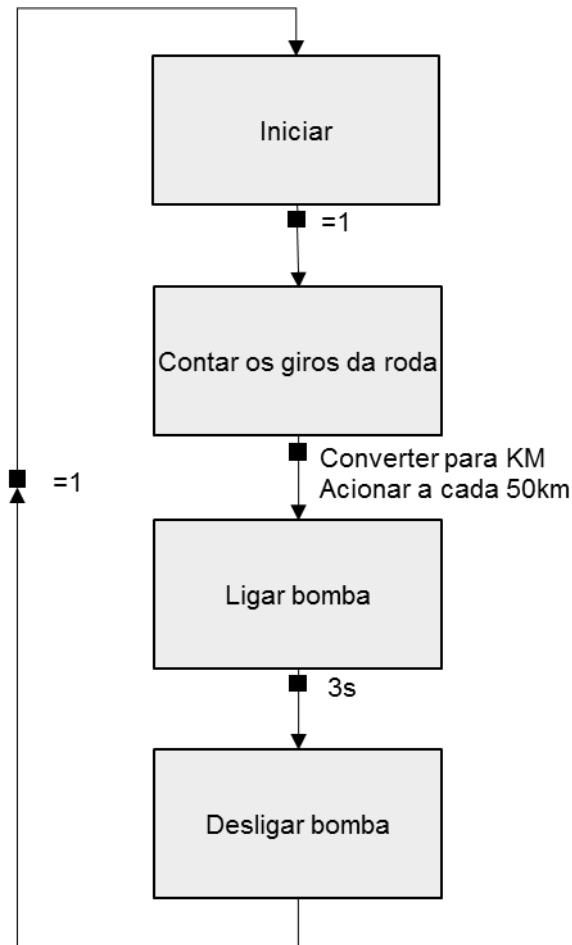 Iniciar
=1
Contar os giros da roda
Converter para KM
Acionar a cada 50km
=1
Ligar bomba
3s
Desligar bomba